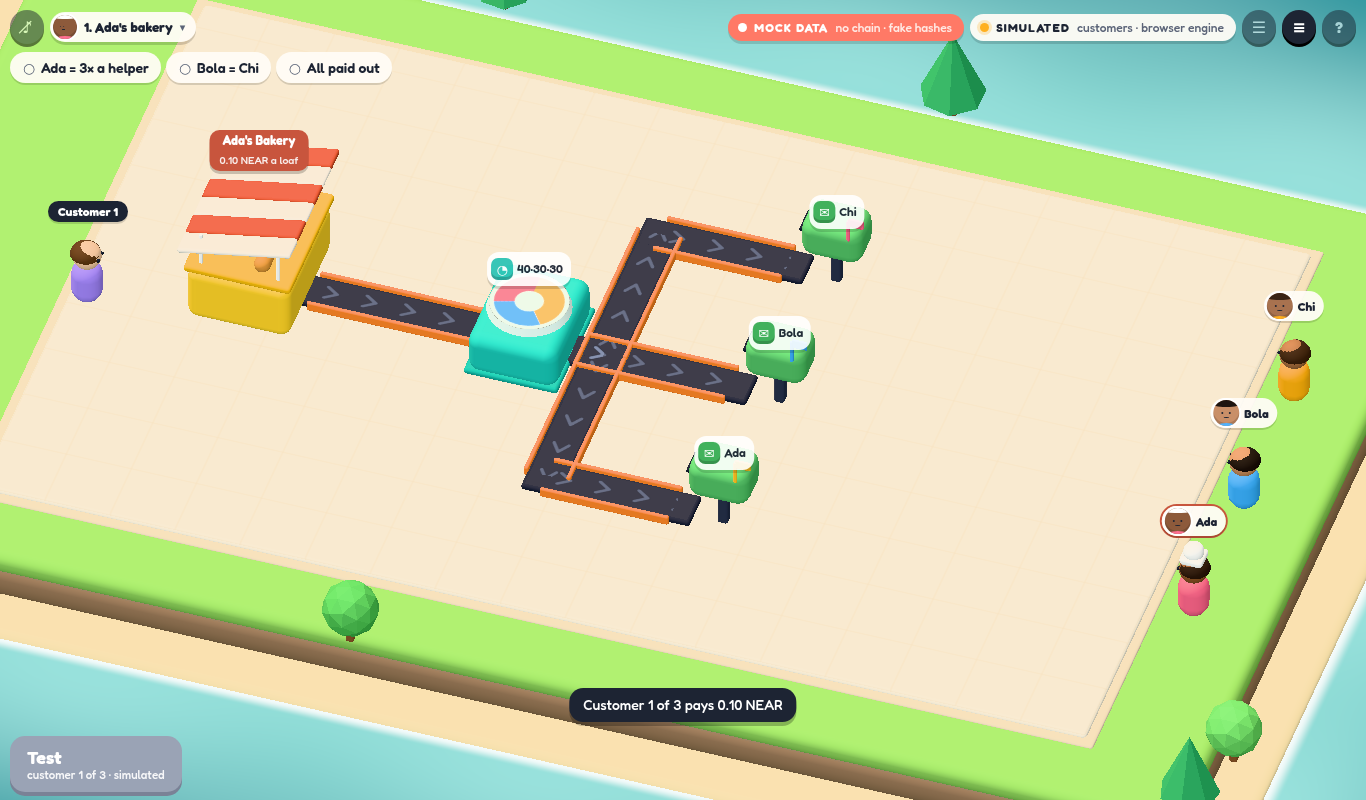 1. Ada's bakery ▾
MOCK DATA no chain · fake hashes
SIMULATED customers · browser engine
?
Ada = 3x a helper
Bola = Chi
All paid out
Ada's Bakery
0.10 NEAR a loaf
Customer 1
Chi
40·30·30
Chi
Bola
Bola
Ada
Ada
Customer 1 of 3 pays 0.10 NEAR
Test
customer 1 of 3 · simulated